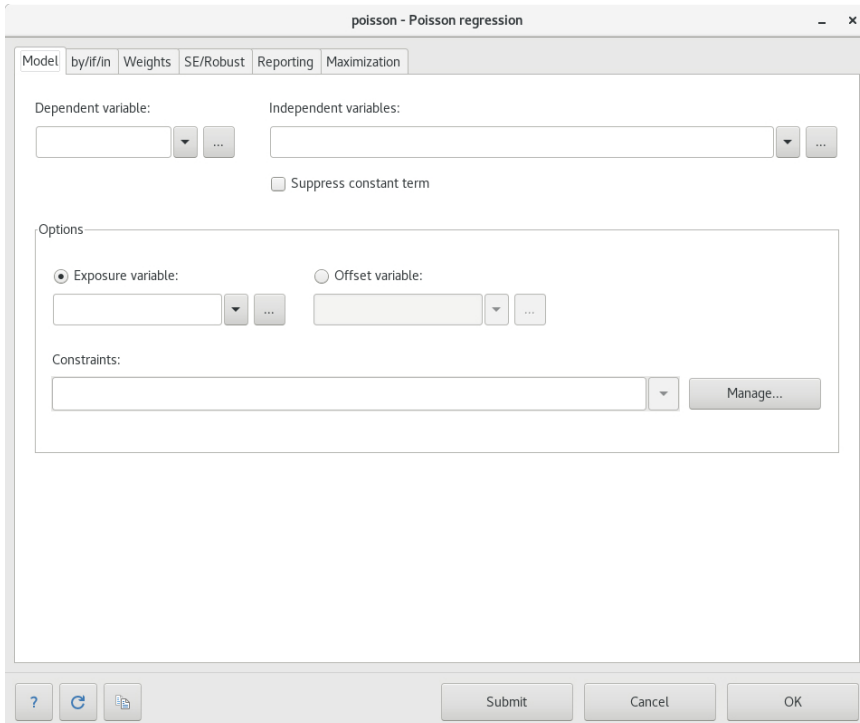 poisson - Poisson regression
Model by/if/in Weights SE/Robust Reporting Maximization
Dependent variable: Independent variables:
... ...
Suppress constant term
Options
Exposure variable: Offset variable:
... ...
Constraints:
Manage...
? Submit Cancel OK